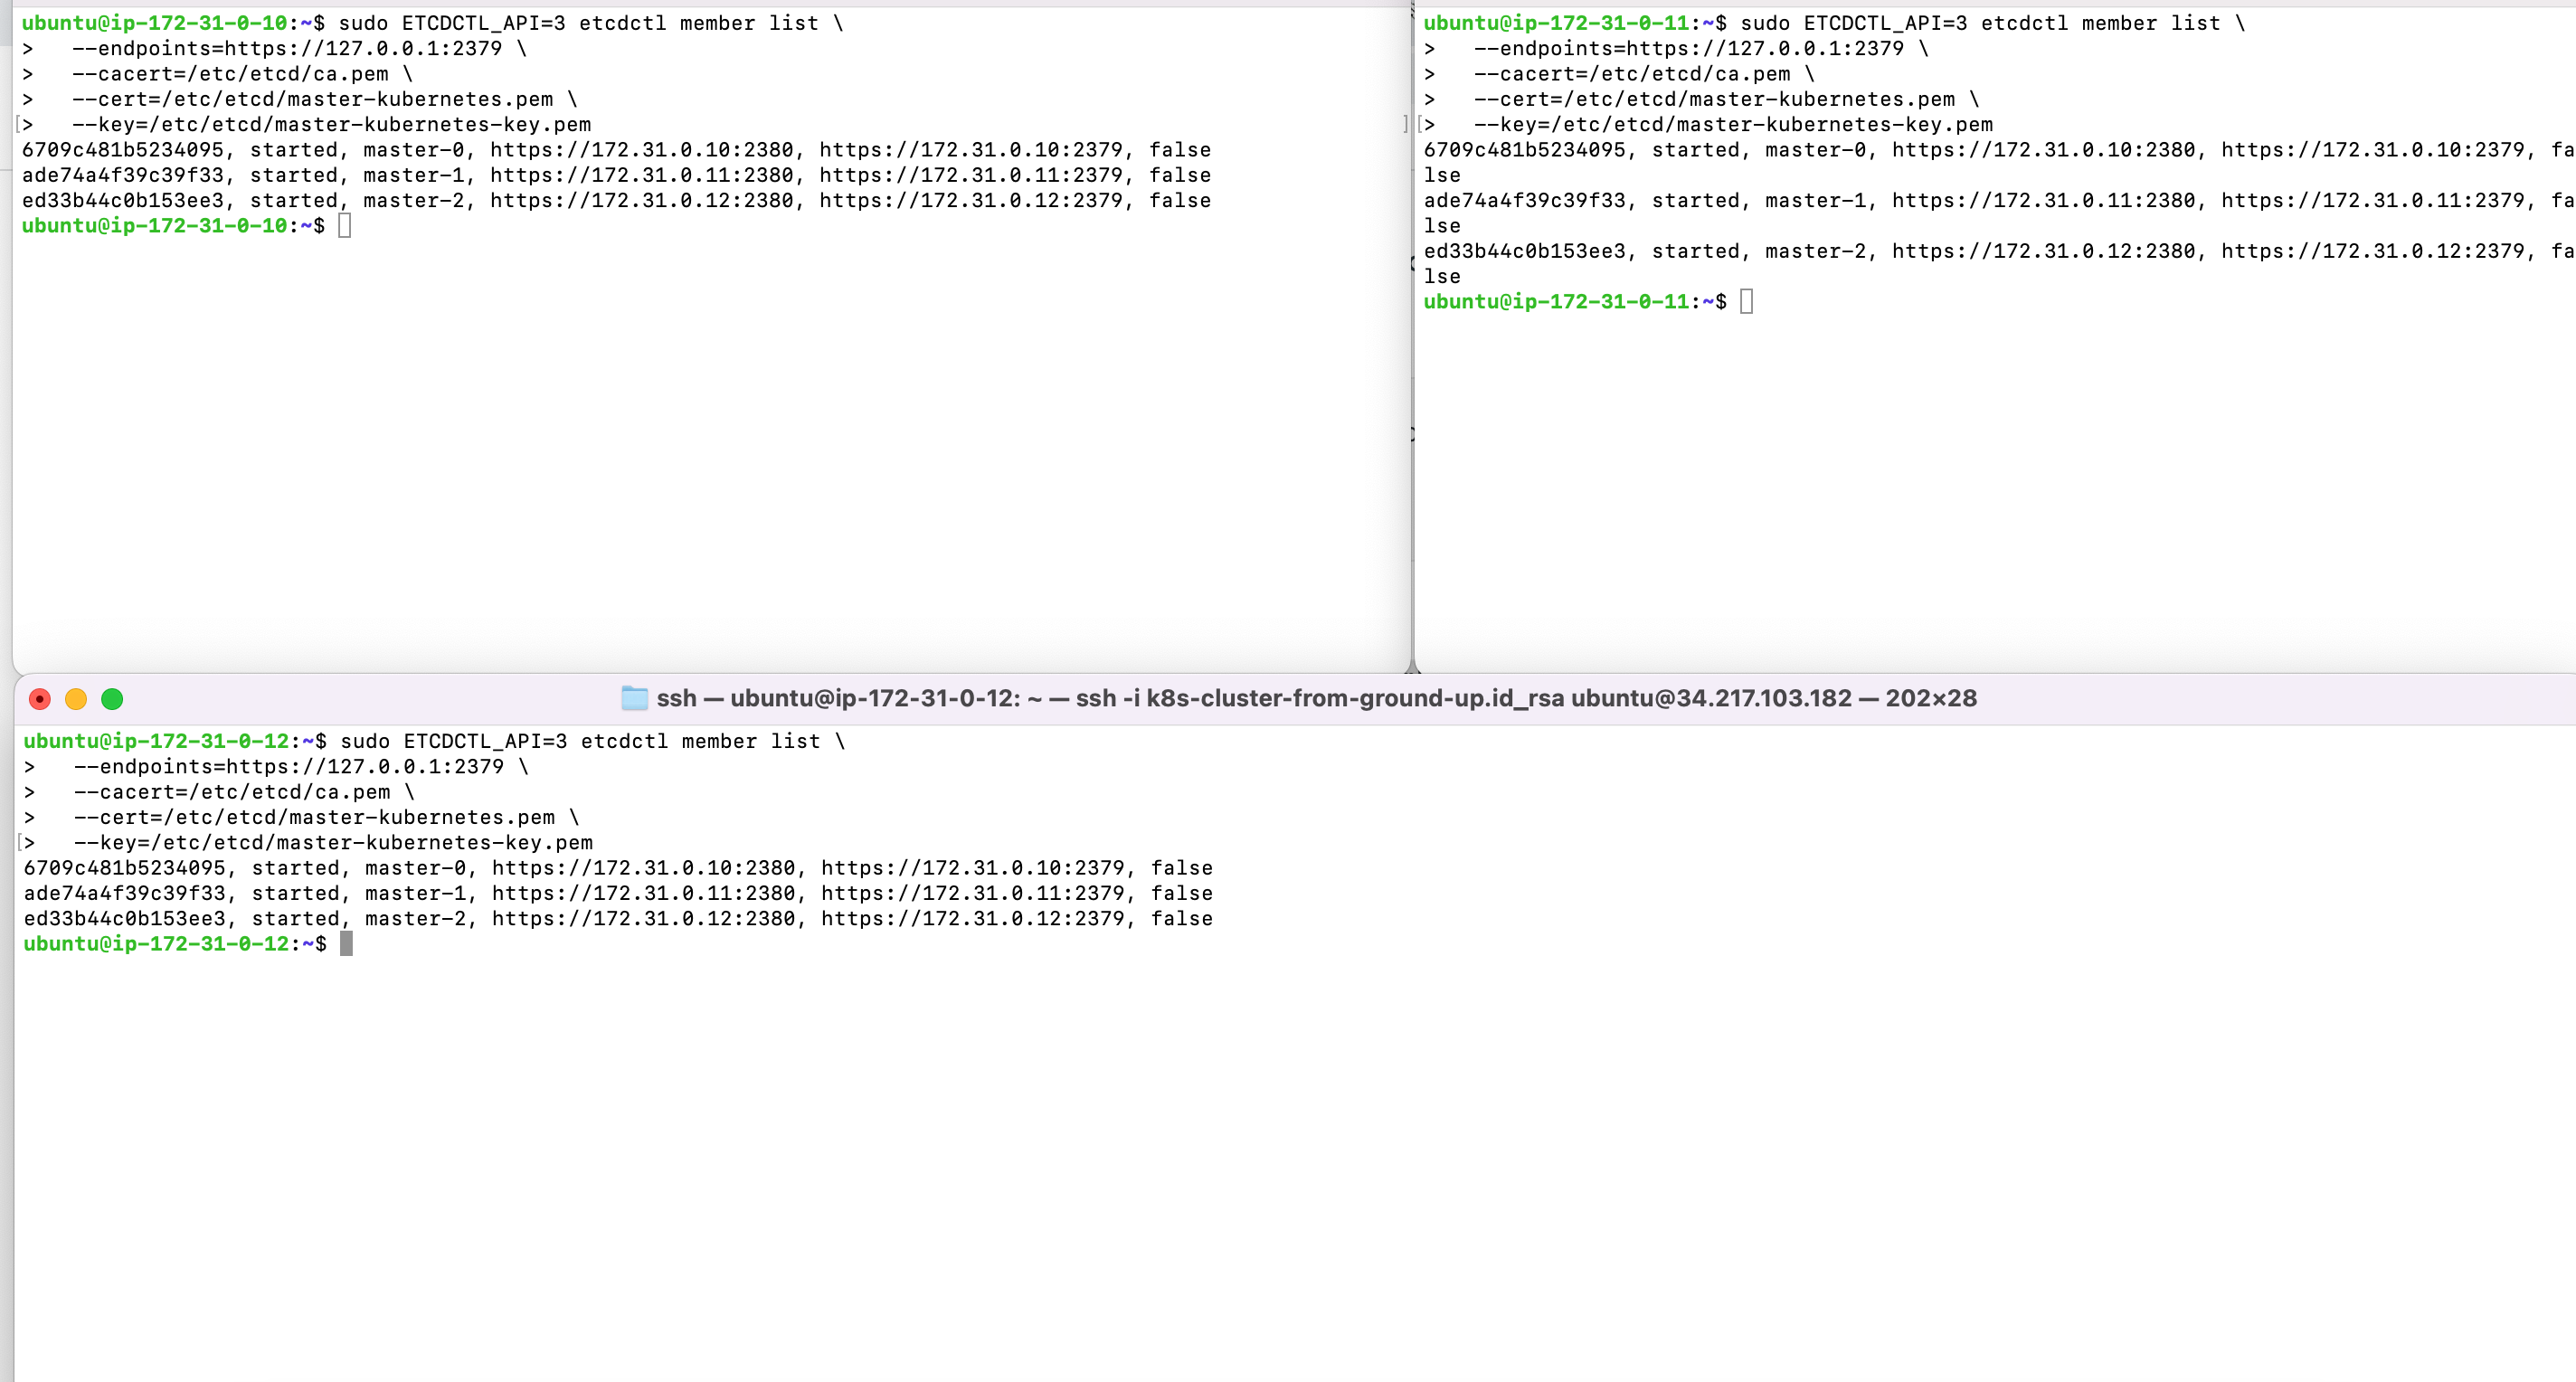 ubuntu@ip-172-31-0-10:~$ sudo ETCDCTL_API=3 etcdctl member list \
>   --endpoints=https://127.0.0.1:2379 \
>   --cacert=/etc/etcd/ca.pem \
>   --cert=/etc/etcd/master-kubernetes.pem \
[>   --key=/etc/etcd/master-kubernetes-key.pem ]
6709c481b5234095, started, master-0, https://172.31.0.10:2380, https://172.31.0.10:2379, false
ade74a4f39c39f33, started, master-1, https://172.31.0.11:2380, https://172.31.0.11:2379, false
ed33b44c0b153ee3, started, master-2, https://172.31.0.12:2380, https://172.31.0.12:2379, false
ubuntu@ip-172-31-0-10:~$
ubuntu@ip-172-31-0-11:~$ sudo ETCDCTL_API=3 etcdctl member list \
>   --endpoints=https://127.0.0.1:2379 \
>   --cacert=/etc/etcd/ca.pem \
>   --cert=/etc/etcd/master-kubernetes.pem \
[>   --key=/etc/etcd/master-kubernetes-key.pem
6709c481b5234095, started, master-0, https://172.31.0.10:2380, https://172.31.0.10:2379, fa
lse
ade74a4f39c39f33, started, master-1, https://172.31.0.11:2380, https://172.31.0.11:2379, fa
lse
ed33b44c0b153ee3, started, master-2, https://172.31.0.12:2380, https://172.31.0.12:2379, fa
lse
ubuntu@ip-172-31-0-11:~$
ssh — ubuntu@ip-172-31-0-12: ~ — ssh -i k8s-cluster-from-ground-up.id_rsa ubuntu@34.217.103.182 — 202×28
ubuntu@ip-172-31-0-12:~$ sudo ETCDCTL_API=3 etcdctl member list \
>   --endpoints=https://127.0.0.1:2379 \
>   --cacert=/etc/etcd/ca.pem \
>   --cert=/etc/etcd/master-kubernetes.pem \
[>   --key=/etc/etcd/master-kubernetes-key.pem
6709c481b5234095, started, master-0, https://172.31.0.10:2380, https://172.31.0.10:2379, false
ade74a4f39c39f33, started, master-1, https://172.31.0.11:2380, https://172.31.0.11:2379, false
ed33b44c0b153ee3, started, master-2, https://172.31.0.12:2380, https://172.31.0.12:2379, false
ubuntu@ip-172-31-0-12:~$